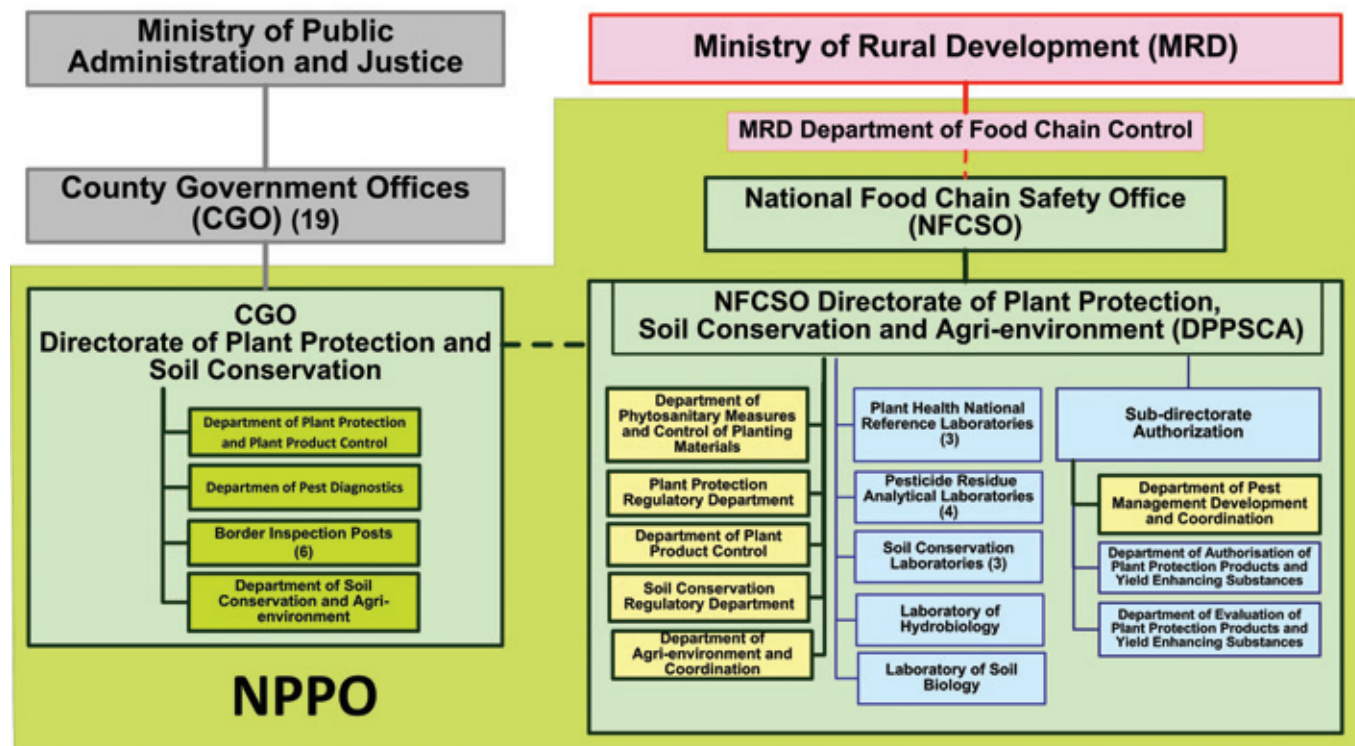 Ministry of Public
Administration and Justice
County Government Offices
(CGO) (19)
CGO
Directorate of Plant Protection and
Soil Conservation
Department of Plant Protection
and Plant Product Control
Departmen of Pest Diagnostics
Border Inspection Posts
(6)
Department of Soil
Conservation and Agri-
environment
NPPO
Ministry of Rural Development (MRD)
MRD Department of Food Chain Control
National Food Chain Safety Office
(NFCSO)
NFCSO Directorate of Plant Protection,
Soil Conservation and Agri-environment (DPPSCA)
Department of
Phytosanitary Measures
and Control of Planting
Materials
Plant Protection
Regulatory Department
Department of Plant
Product Control
Soil Conservation
Regulatory Department
Department of
Agri-environment and
Coordination
Plant Health National
Reference Laboratories
(3)
Pesticide Residue
Analytical Laboratories
(4)
Soil Conservation
Laboratories (3)
Laboratory of
Hydrobiology
Laboratory of Soil
Biology
Sub-directorate
Authorization
Department of Pest
Management Development
and Coordination
Department of Authorisation of
Plant Protection Products and
Yield Enhancing Substances
Department of Evaluation of
Plant Protection Products and
Yield Enhancing Substances